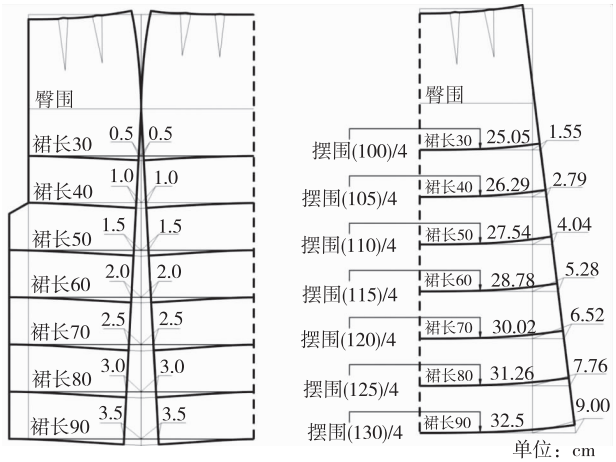 臀围
0.5 0.5
裙长30
1.0 1.0
裙长40
1.5 1.5
裙长50
2.0 2.0
裙长60
2.5 2.5
裙长70
3.0 3.0
裙长80
3.5 3.5
裙长90
臀围
摆围(100)/4 裙长30 25.05 1.55
摆围(105)/4 裙长40 26.29 2.79
摆围(110)/4 裙长50 27.54 4.04
摆围(115)/4 裙长60 28.78 5.28
摆围(120)/4 裙长70 30.02 6.52
摆围(125)/4 裙长80 31.26 7.76
摆围(130)/4 裙长90 32.5 9.00
单位：cm